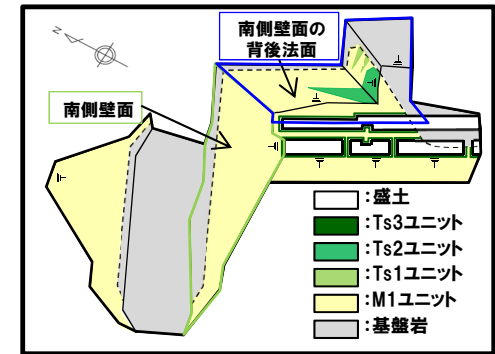 N
南側壁面の
背後法面
南側壁面
:盛土
:Ts3ユニット
:Ts2ユニット
:Ts1ユニット
:M1ユニット
:基盤岩